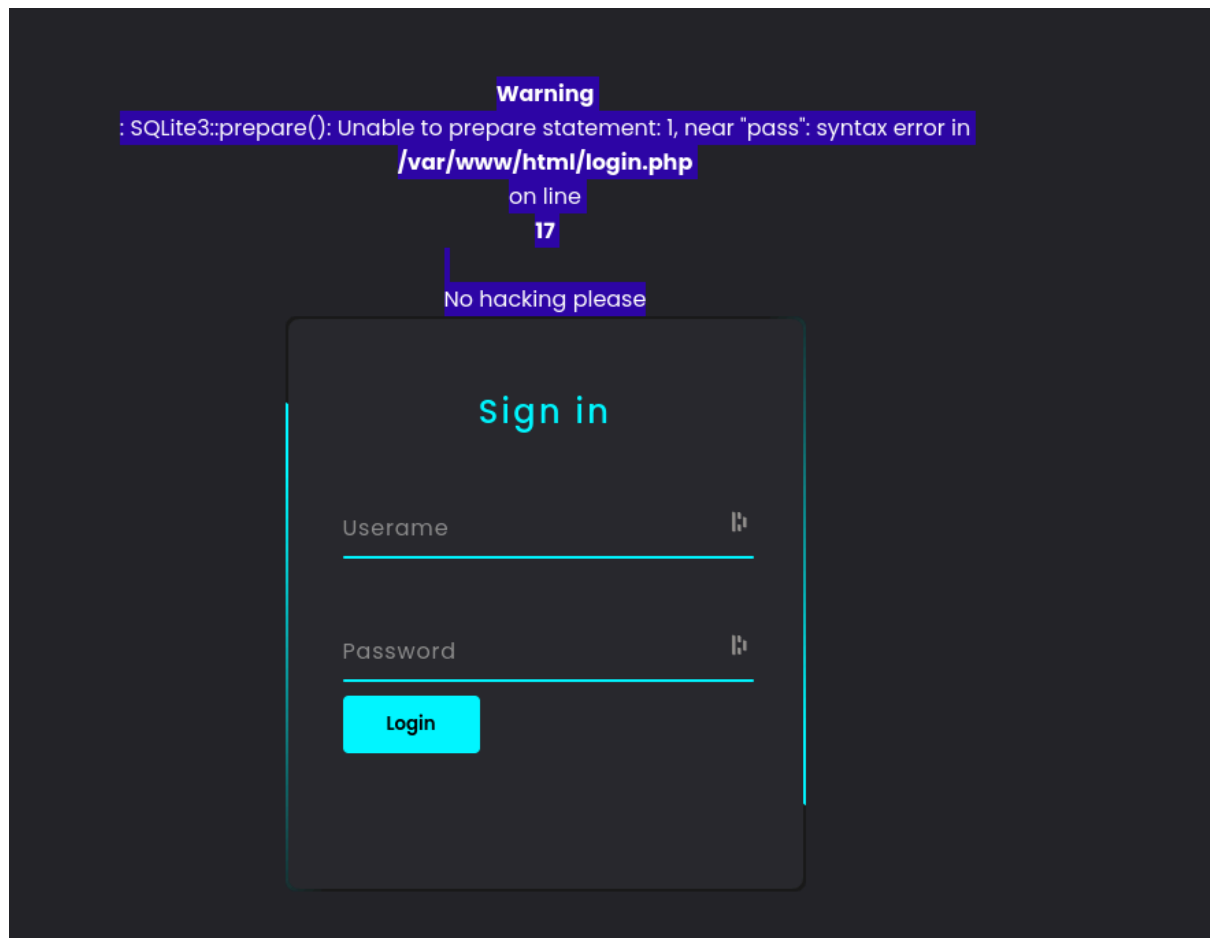 Warning
: SQLite3::prepare(): Unable to prepare statement: 1, near "pass": syntax error in
/var/www/html/login.php
on line
17
No hacking please
Sign in
Userame
Password
Login